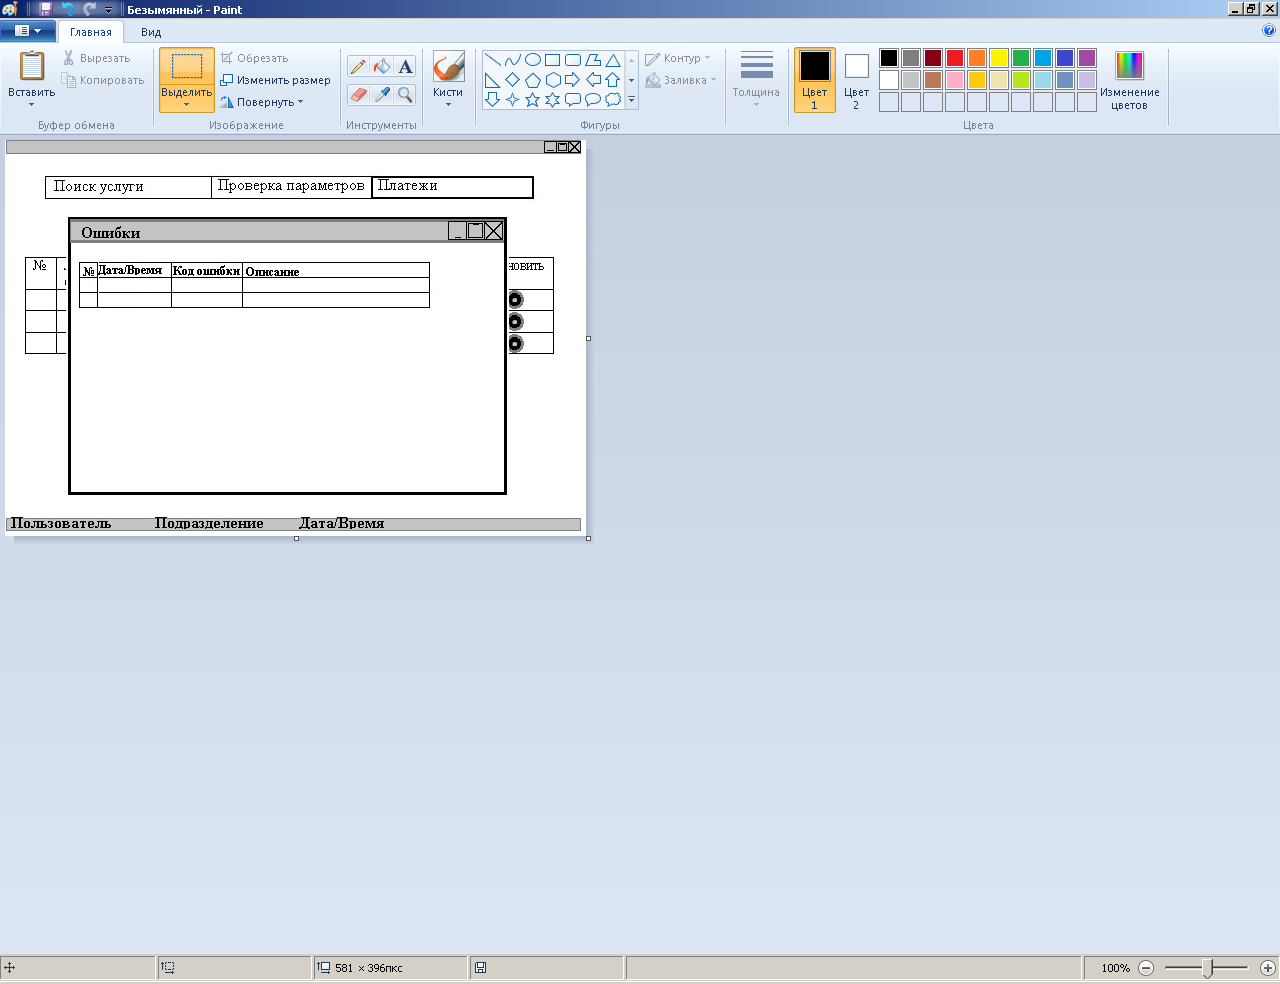 Безымянный - Paint
Главная Вид
Вставить
Вырезать
Копировать
Буфер обмена
Выделить
Обрезать
Изменить размер
Повернуть
Изображение
Инструменты
Кисти
Фигуры
Контур
Заливка
Толщина
Цвет 1
Цвет 2
Изменение цветов
Цвета
Поиск услуги Проверка параметров Платежи
Ошибки
№ Дата/Время Код ошибки Описание
№
новить
Пользователь Подразделение Дата/Время
581 × 396пкс
100%